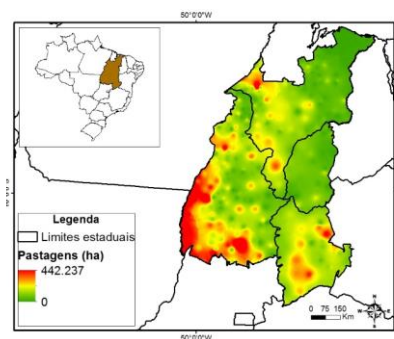 50°0'0"W
Legenda
Limites estaduais
Pastagens (ha)
442.237
0
0 75 150
Km
50°0'0"W